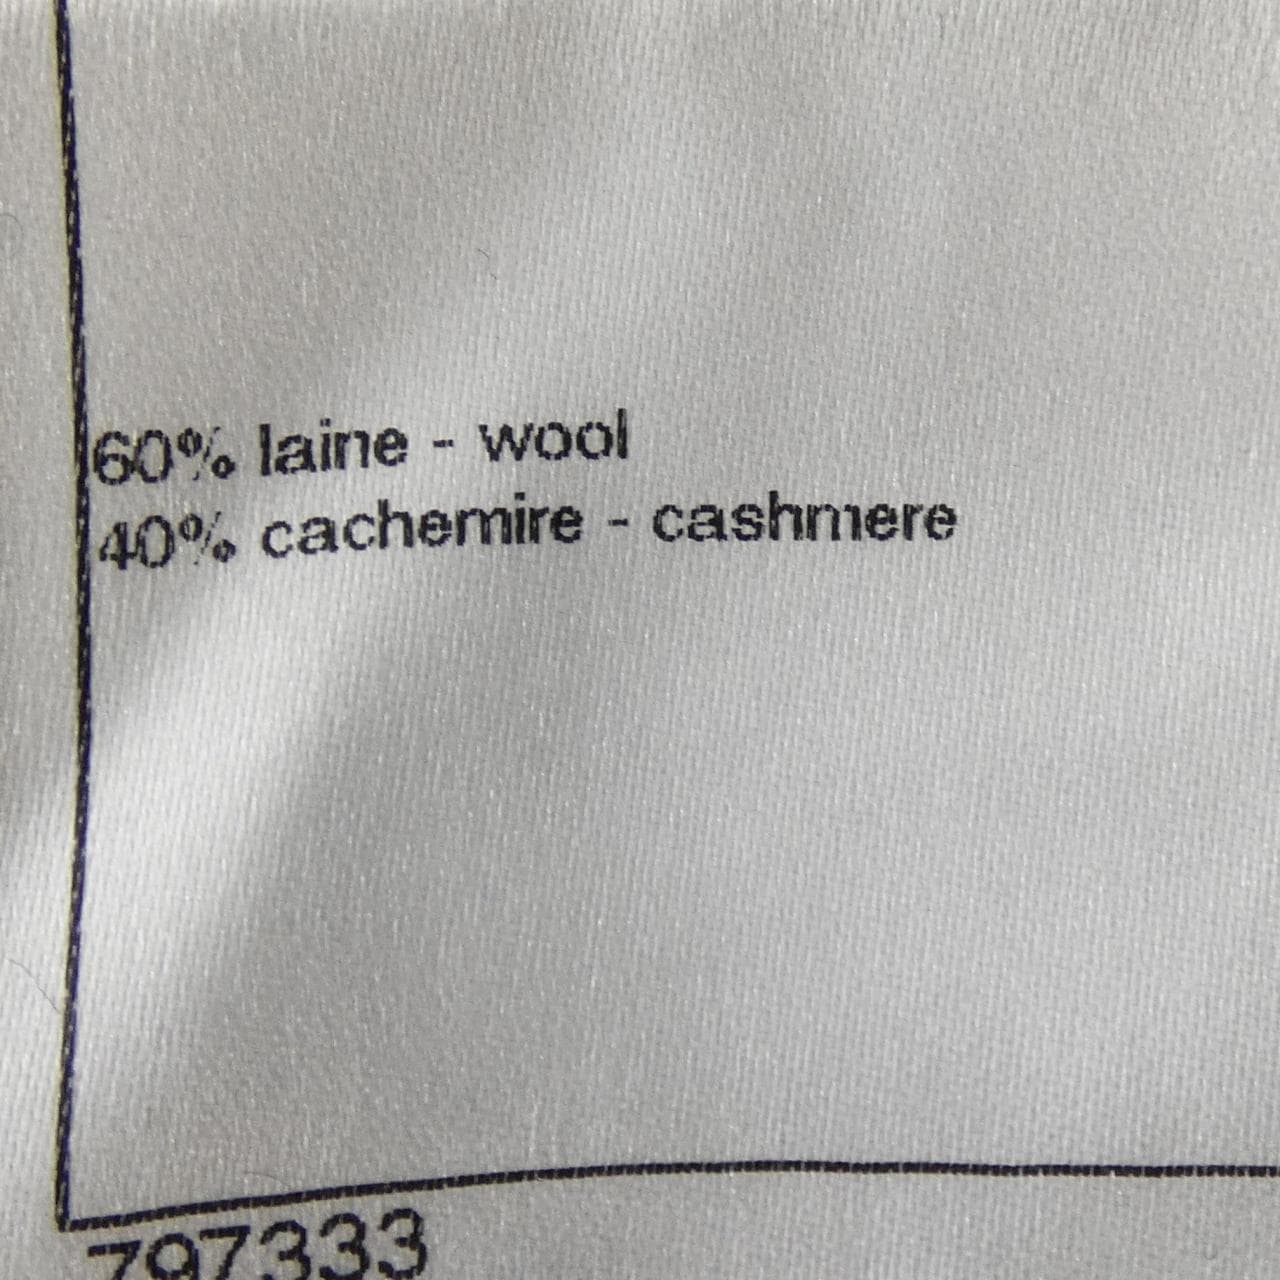 60% laine - wool
40% cachemire - cashmere
797333